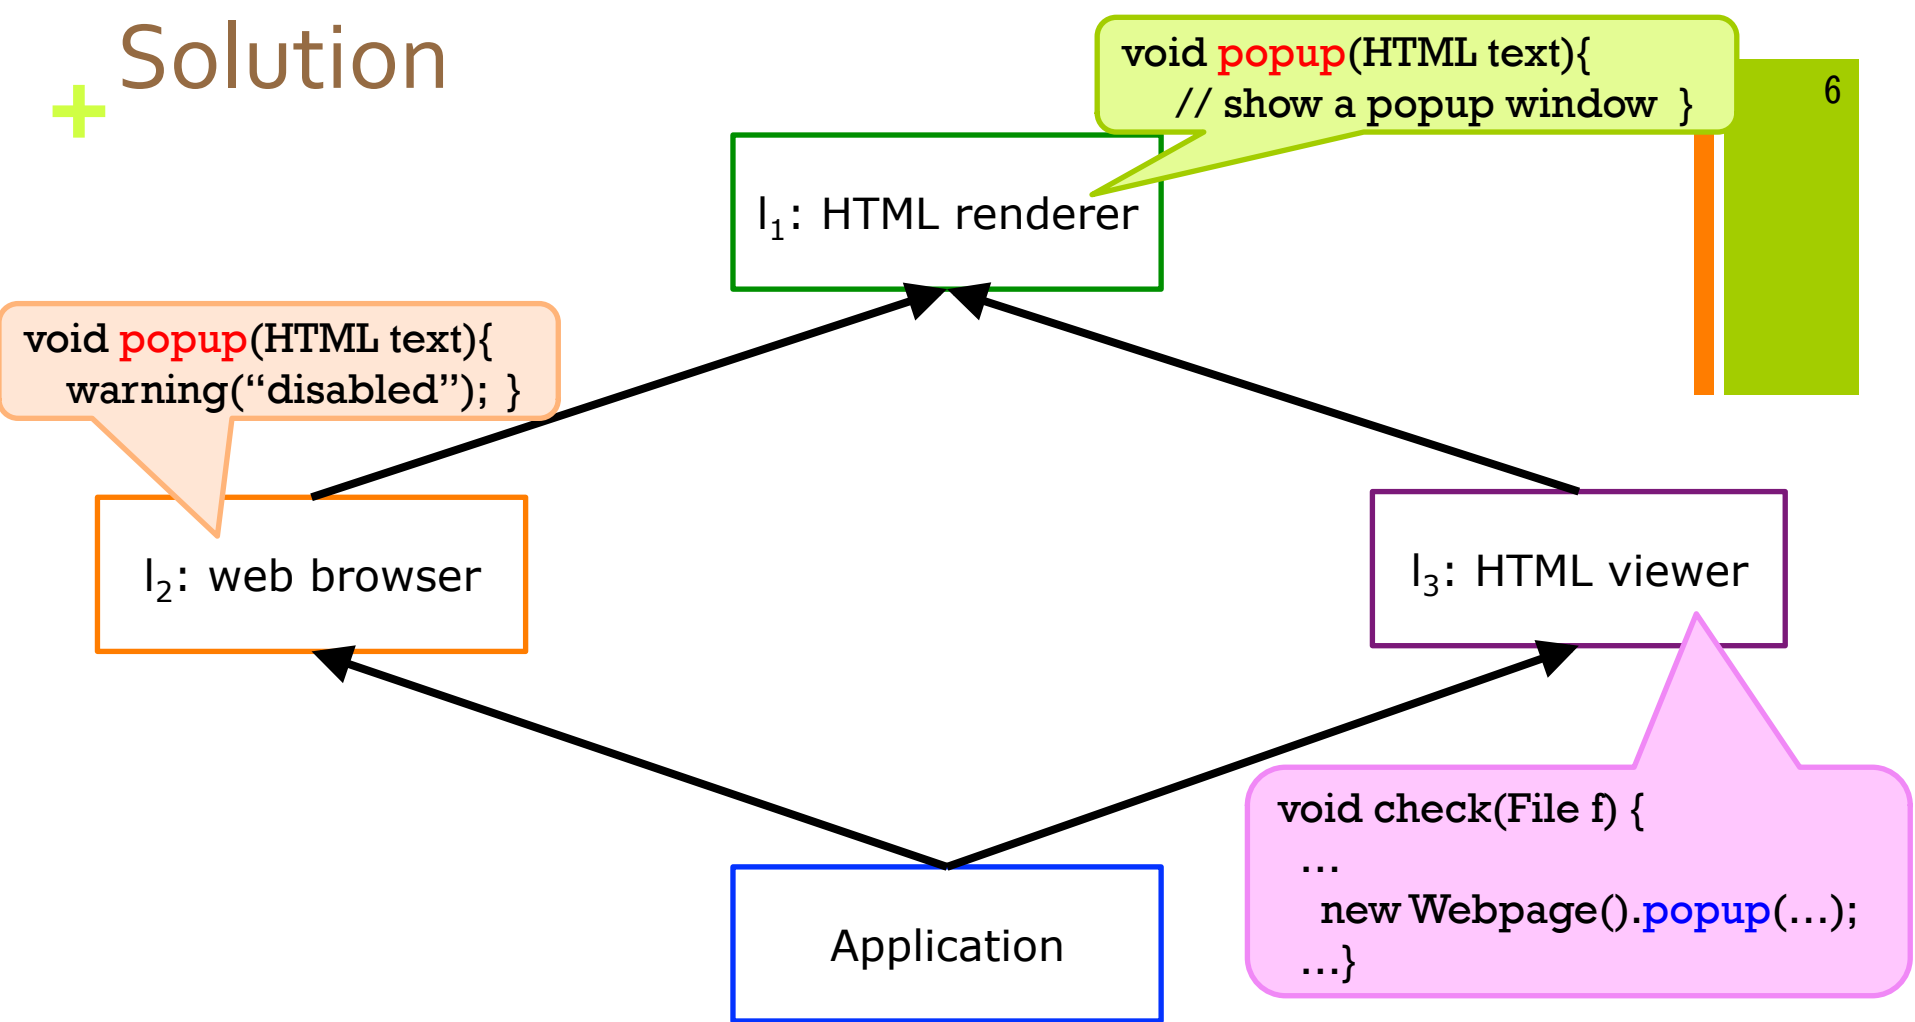 Solution
+
void popup(HTML text){
// show a popup window }
6
l₁: HTML renderer
void popup(HTML text){
warning(“disabled”); }
l₂: web browser
l₃: HTML viewer
void check(File f) {
...
new Webpage().popup(...);
...}
Application